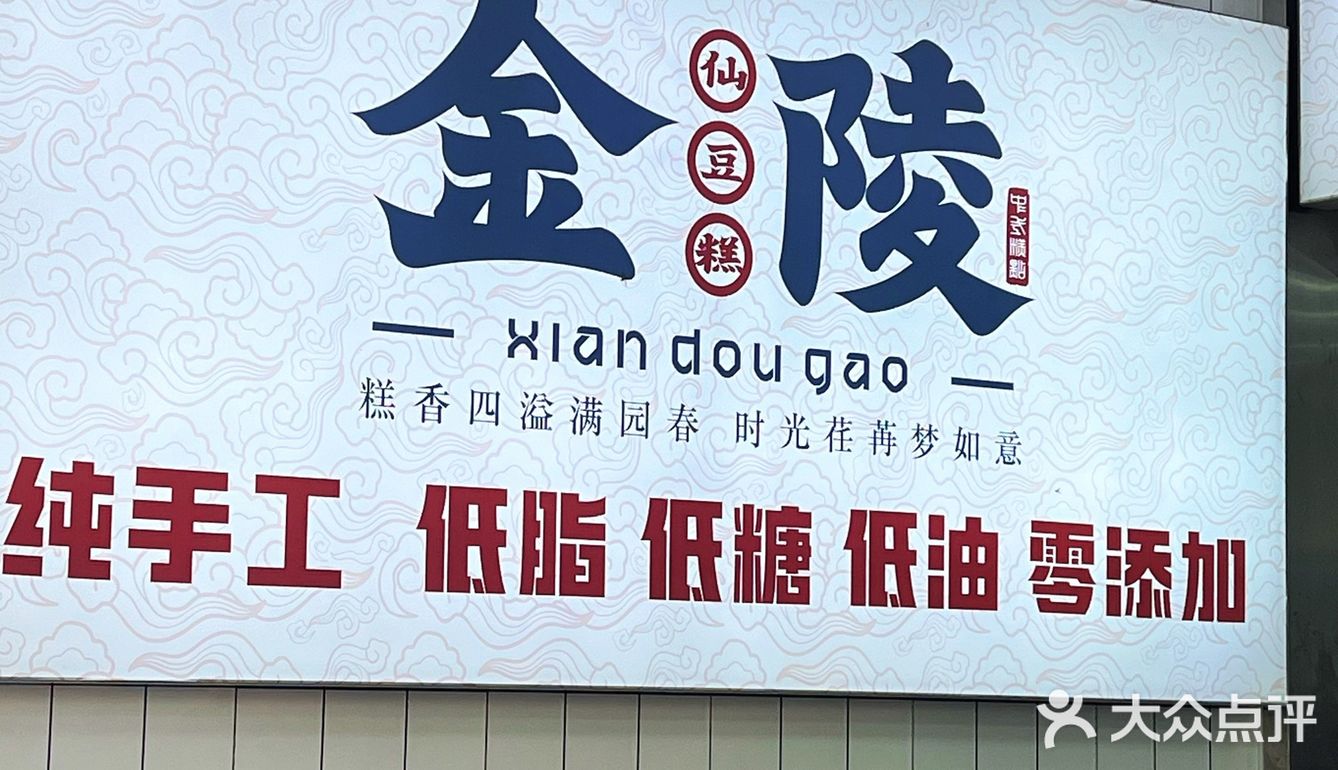 金陵
仙豆糕
中式糕點
xian dou gao
糕香四溢满园春 时光荏苒梦如意
纯手工 低脂 低糖 低油 零添加
大众点评